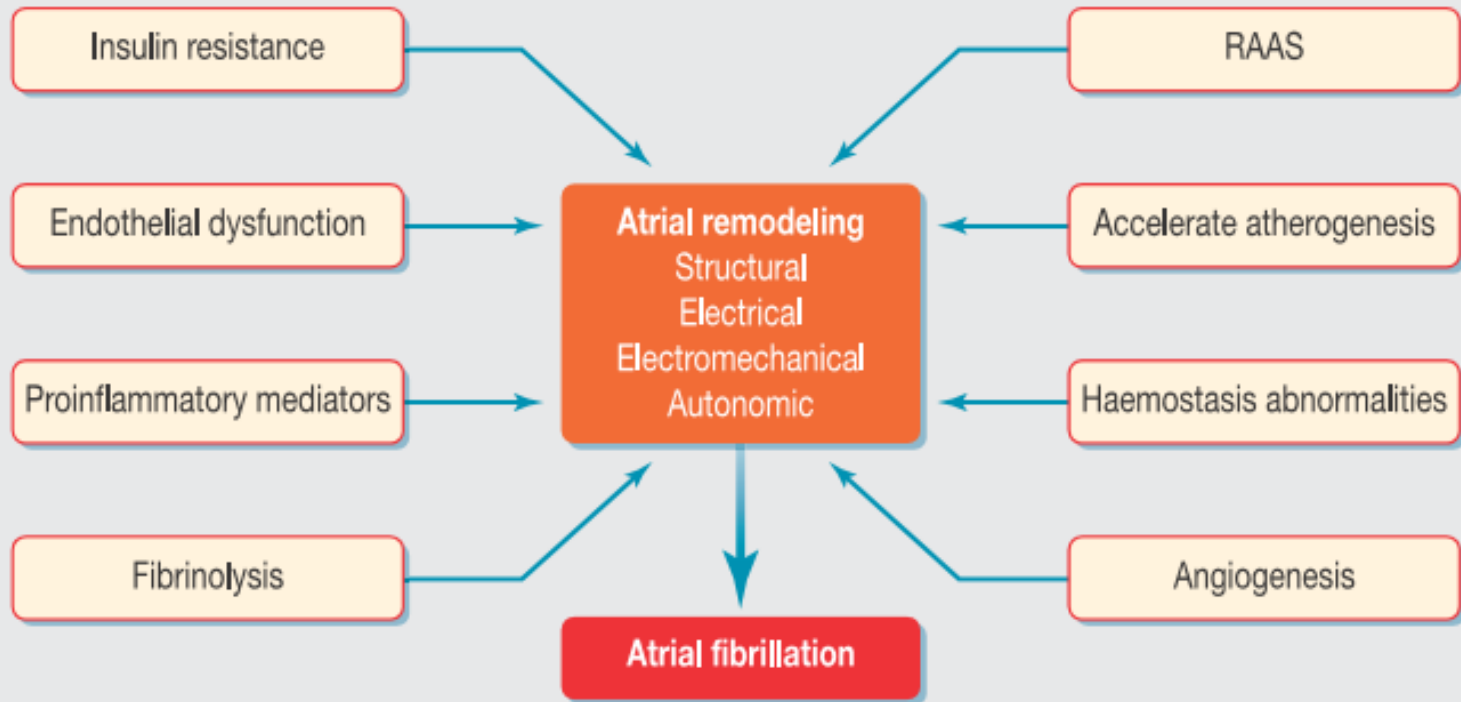 Insulin resistance
RAAS
Endothelial dysfunction
Atrial remodeling
Structural
Electrical
Electromechanical
Autonomic
Accelerate atherogenesis
Proinflammatory mediators
Haemostasis abnormalities
Fibrinolysis
Angiogenesis
Atrial fibrillation